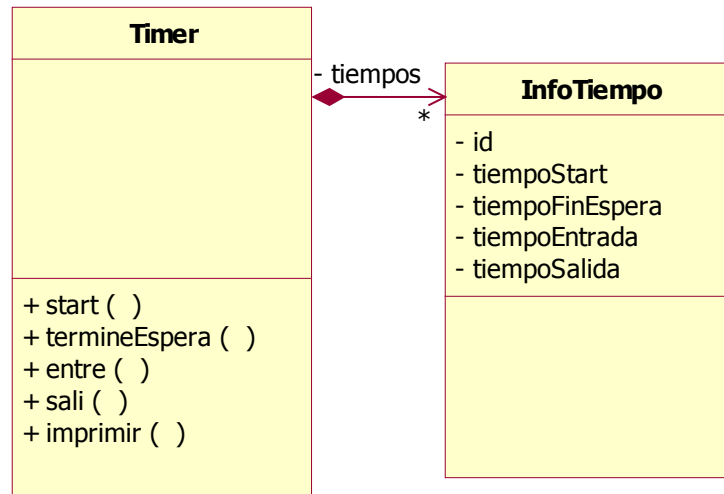 Timer
+ start ( )
+ termineEspera ( )
+ entre ( )
+ sali ( )
+ imprimir ( )
- tiempos
*
InfoTiempo
- id
- tiempoStart
- tiempoFinEspera
- tiempoEntrada
- tiempoSalida